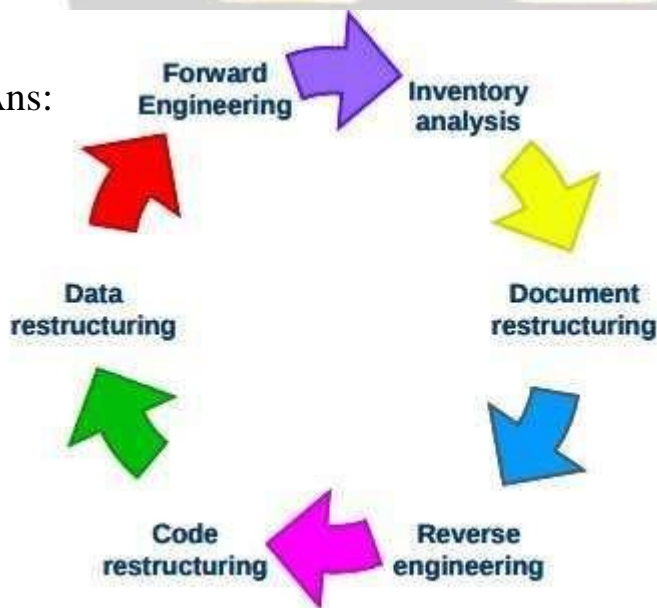 Ans:
Forward
Engineering
Inventory
analysis
Document
restructuring
Reverse
engineering
Code
restructuring
Data
restructuring